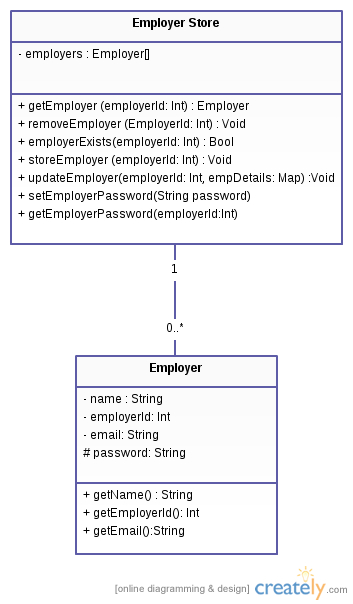 Employer Store
- employers : Employer[]
+ getEmployer (employerId: Int) : Employer
+ removeEmployer (EmployerId: Int) : Void
+ employerExists(employerId: Int) : Bool
+ storeEmployer (employerId: Int) : Void
+ updateEmployer(employerId: Int, empDetails: Map) :Void
+ setEmployerPassword(String password)
+ getEmployerPassword(employerId:Int)
1
0..*
Employer
- name : String
- employerId: Int
- email: String
# password: String
+ getName() : String
+ getEmployerId(): Int
+ getEmail():String
[online diagramming & design] creately.com